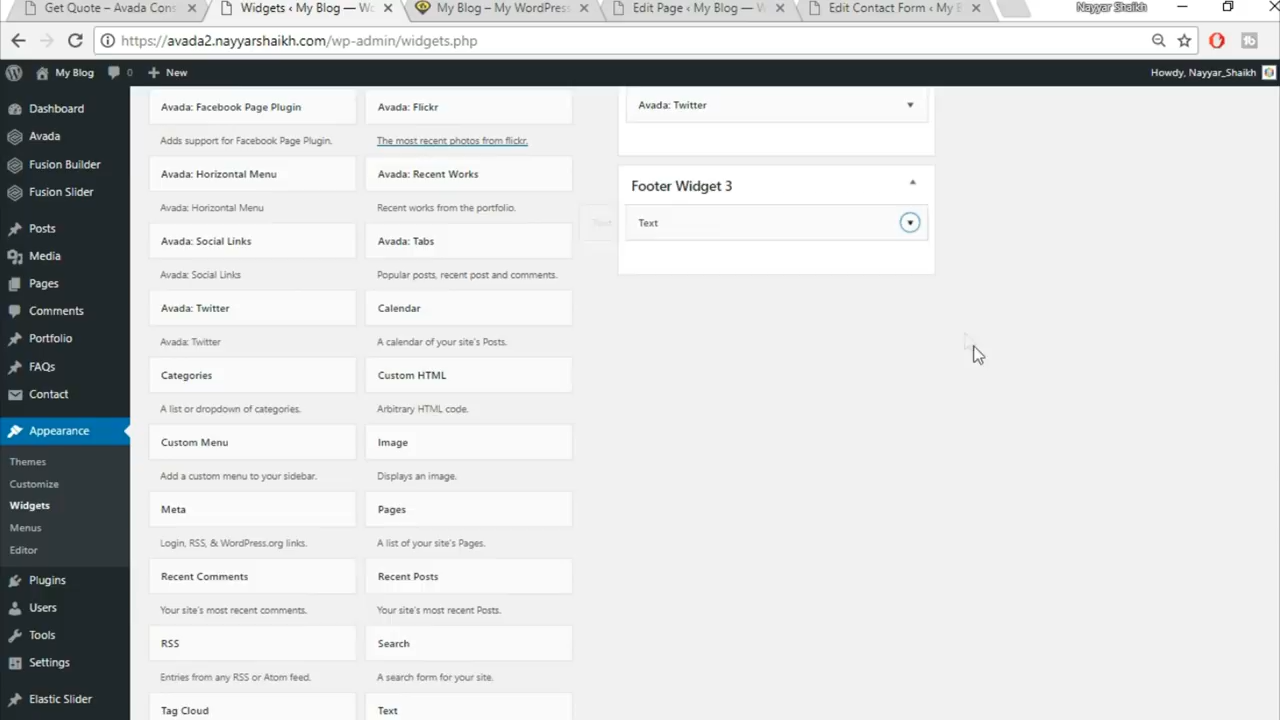 Get Quote – Avada Cons
Widgets ‹ My Blog — Wo
My Blog – My WordPress
Edit Page ‹ My Blog — W
Edit Contact Form ‹ My B
Nayyar Shaikh
https://avada2.nayyarshaikh.com/wp-admin/widgets.php
My Blog
0
New
Howdy, Nayyar_Shaikh
Dashboard
Avada
Fusion Builder
Fusion Slider
Posts
Media
Pages
Comments
Portfolio
FAQs
Contact
Appearance
Themes
Customize
Widgets
Menus
Editor
Plugins
Users
Tools
Settings
Elastic Slider
Avada: Facebook Page Plugin
Avada: Flickr
Adds support for Facebook Page Plugin.
The most recent photos from flickr.
Avada: Horizontal Menu
Avada: Recent Works
Avada: Horizontal Menu
Recent works from the portfolio.
Avada: Social Links
Avada: Tabs
Avada: Social Links
Popular posts, recent post and comments.
Avada: Twitter
Calendar
Avada: Twitter
A calendar of your site's Posts.
Categories
Custom HTML
A list or dropdown of categories.
Arbitrary HTML code.
Custom Menu
Image
Add a custom menu to your sidebar.
Displays an image.
Meta
Pages
Login, RSS, & WordPress.org links.
A list of your site's Pages.
Recent Comments
Recent Posts
Your site's most recent comments.
Your site's most recent Posts.
RSS
Search
Entries from any RSS or Atom feed.
A search form for your site.
Tag Cloud
Text
Avada: Twitter
Footer Widget 3
Text
Text